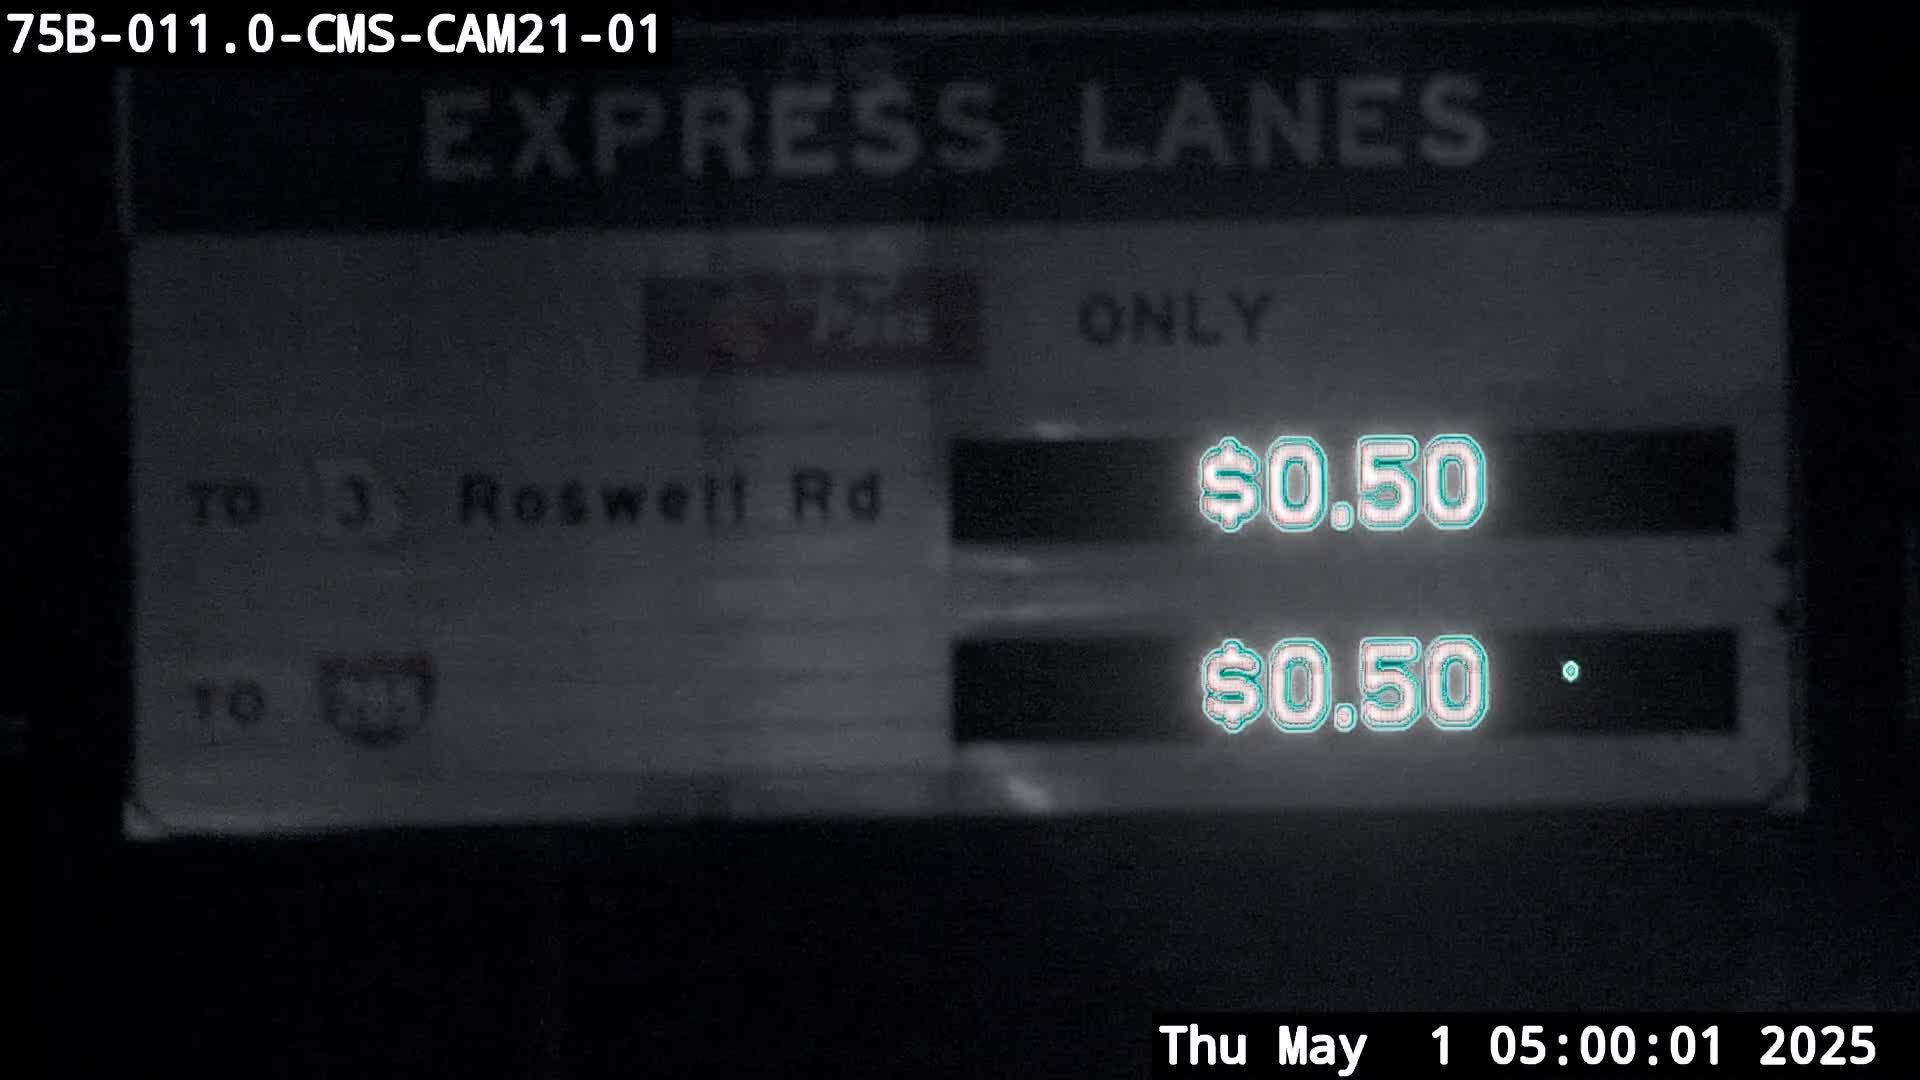 75B-011.0-CMS-CAM21-01
EXPRESS LANES
ONLY
TO 3 Roswell Rd $0.50
TO $0.50
Thu May 1 05:00:01 2025